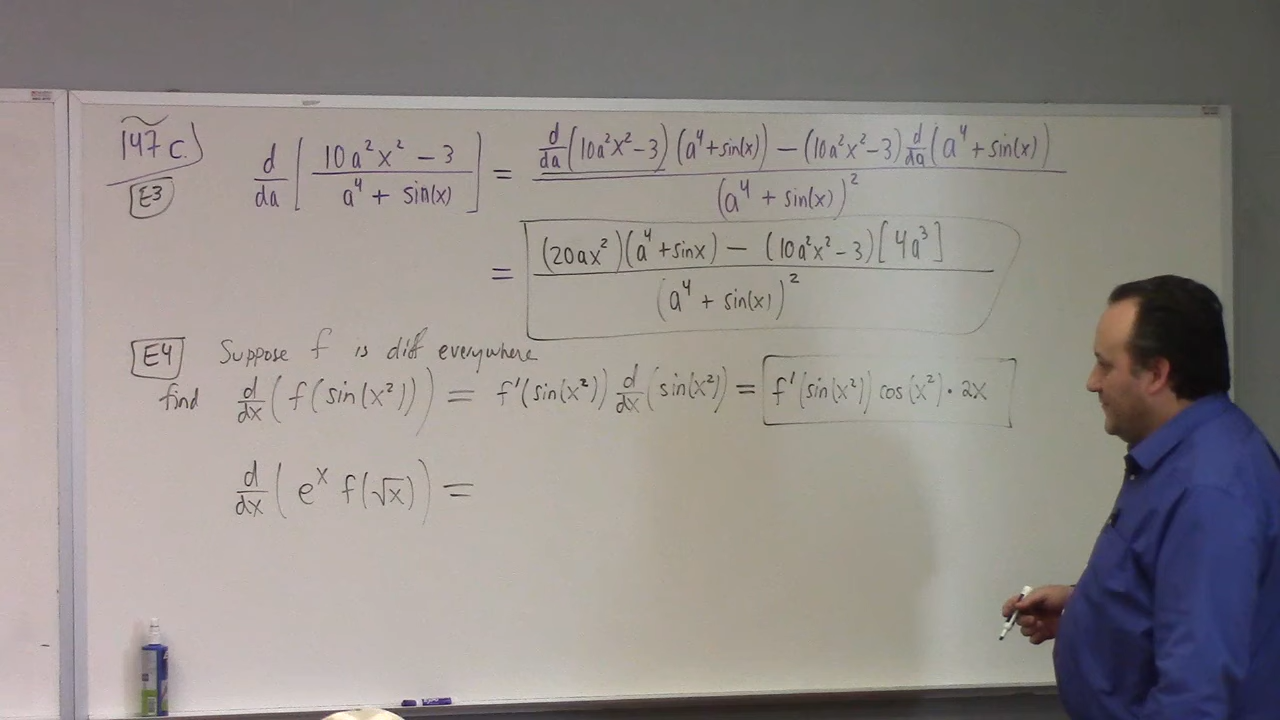 147 c.)
E3 d/da [ (10a²x² − 3)/(a⁴ + sin(x)) ] = ( d/da(10a²x²−3)(a⁴+sin(x)) − (10a²x²−3) d/da(a⁴ + sin(x)) ) / (a⁴ + sin(x))²
= ( (20ax²)(a⁴+sinx) − (10a²x²−3)[4a³] ) / (a⁴ + sin(x))²
E4 Suppose f is diff everywhere
find d/dx ( f(sin(x²)) ) = f'(sin(x²)) d/dx (sin(x²)) = f'(sin(x²)) cos(x²)·2x
d/dx ( eˣ f(√x) ) =